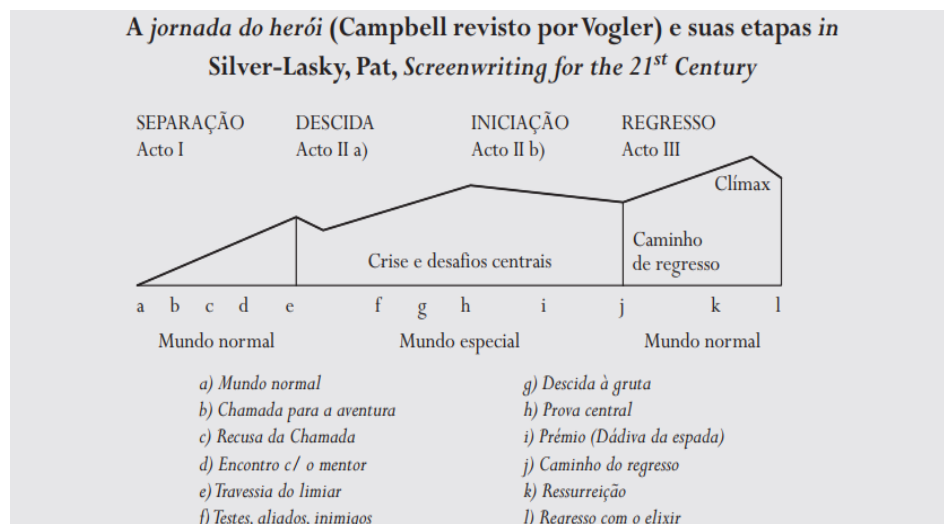 A jornada do herói (Campbell revisto por Vogler) e suas etapas in
Silver-Lasky, Pat, Screenwriting for the 21st Century
SEPARAÇÃO
Acto I
DESCIDA
Acto II a)
INICIAÇÃO
Acto II b)
REGRESSO
Acto III
Clímax
Crise e desafios centrais
Caminho
de regresso
a b c d e f g h i j k l
Mundo normal
Mundo especial
Mundo normal
a) Mundo normal
b) Chamada para a aventura
c) Recusa da Chamada
d) Encontro c/ o mentor
e) Travessia do limiar
f) Testes, aliados, inimigos
g) Descida à gruta
h) Prova central
i) Prémio (Dádiva da espada)
j) Caminho do regresso
k) Ressurreição
l) Regresso com o elixir